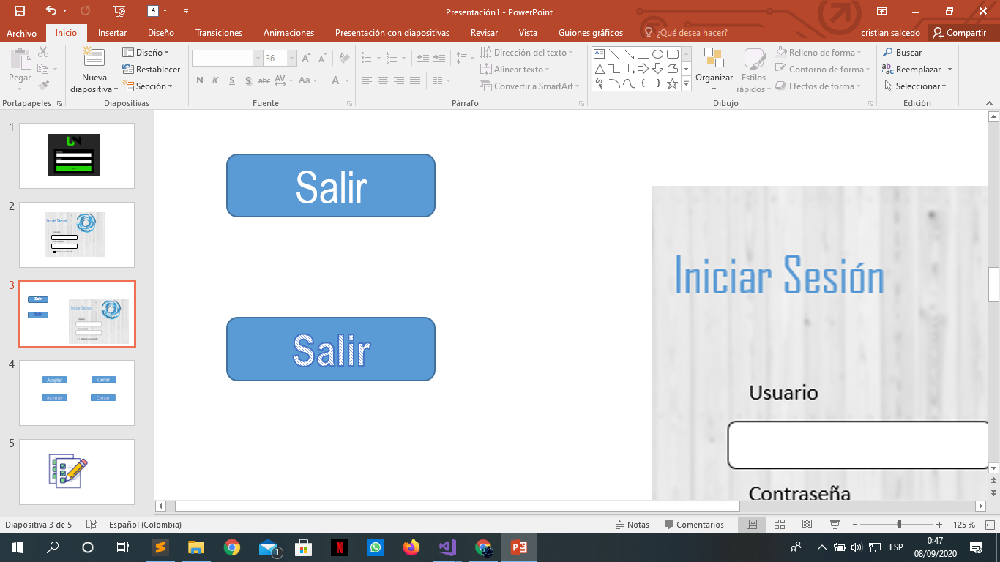 Presentación1 - PowerPoint
Archivo Inicio Insertar Diseño Transiciones Animaciones Presentación con diapositivas Revisar Vista Guiones gráficos ¿Qué desea hacer? cristian salcedo Compartir
Pegar
Nueva diapositiva
Diseño
Restablecer
Sección
36
N K S S abc AV Aa A
Dirección del texto
Alinear texto
Convertir a SmartArt
Organizar
Estilos rápidos
Relleno de forma
Contorno de forma
Efectos de forma
Buscar
Reemplazar
Seleccionar
Portapapeles Diapositivas Fuente Párrafo Dibujo Edición
1
2
Iniciar Sesión
3
Salir
Iniciar Sesión
4
Aceptar Cerrar
Aceptar Cerrar
5
Salir
Salir
Iniciar Sesión
Usuario
Contraseña
Diapositiva 3 de 5 Español (Colombia) Notas Comentarios 125 %
1 ESP 0:47
08/09/2020